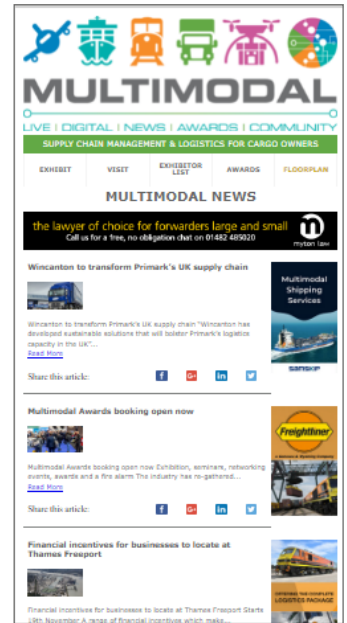 MULTIMODAL
LIVE | DIGITAL | NEWS | AWARDS | COMMUNITY
SUPPLY CHAIN MANAGEMENT & LOGISTICS FOR CARGO OWNERS
EXHIBIT VISIT EXHIBITOR LIST AWARDS FLOORPLAN
MULTIMODAL NEWS
the lawyer of choice for forwarders large and small
Call us for a free, no obligation chat on 01482 485020
myton law
Wincanton to transform Primark's UK supply chain
Wincanton to transform Primark's UK supply chain "Wincanton has
developed sustainable solutions that will bolster Primark's logistics
capacity in the UK"...
Read More
Share this article:
Multimodal
Shipping
Services
samskip
Multimodal Awards booking open now
Multimodal Awards booking open now Exhibition, seminars, networking
events, awards and a fire alarm The industry has re-gathered...
Read More
Share this article:
Freightliner
Financial incentives for businesses to locate at
Thames Freeport
Financial incentives for businesses to locate at Thames Freeport Starts
19th November A range of financial incentives which make...
LOGISTICS PACKAGE